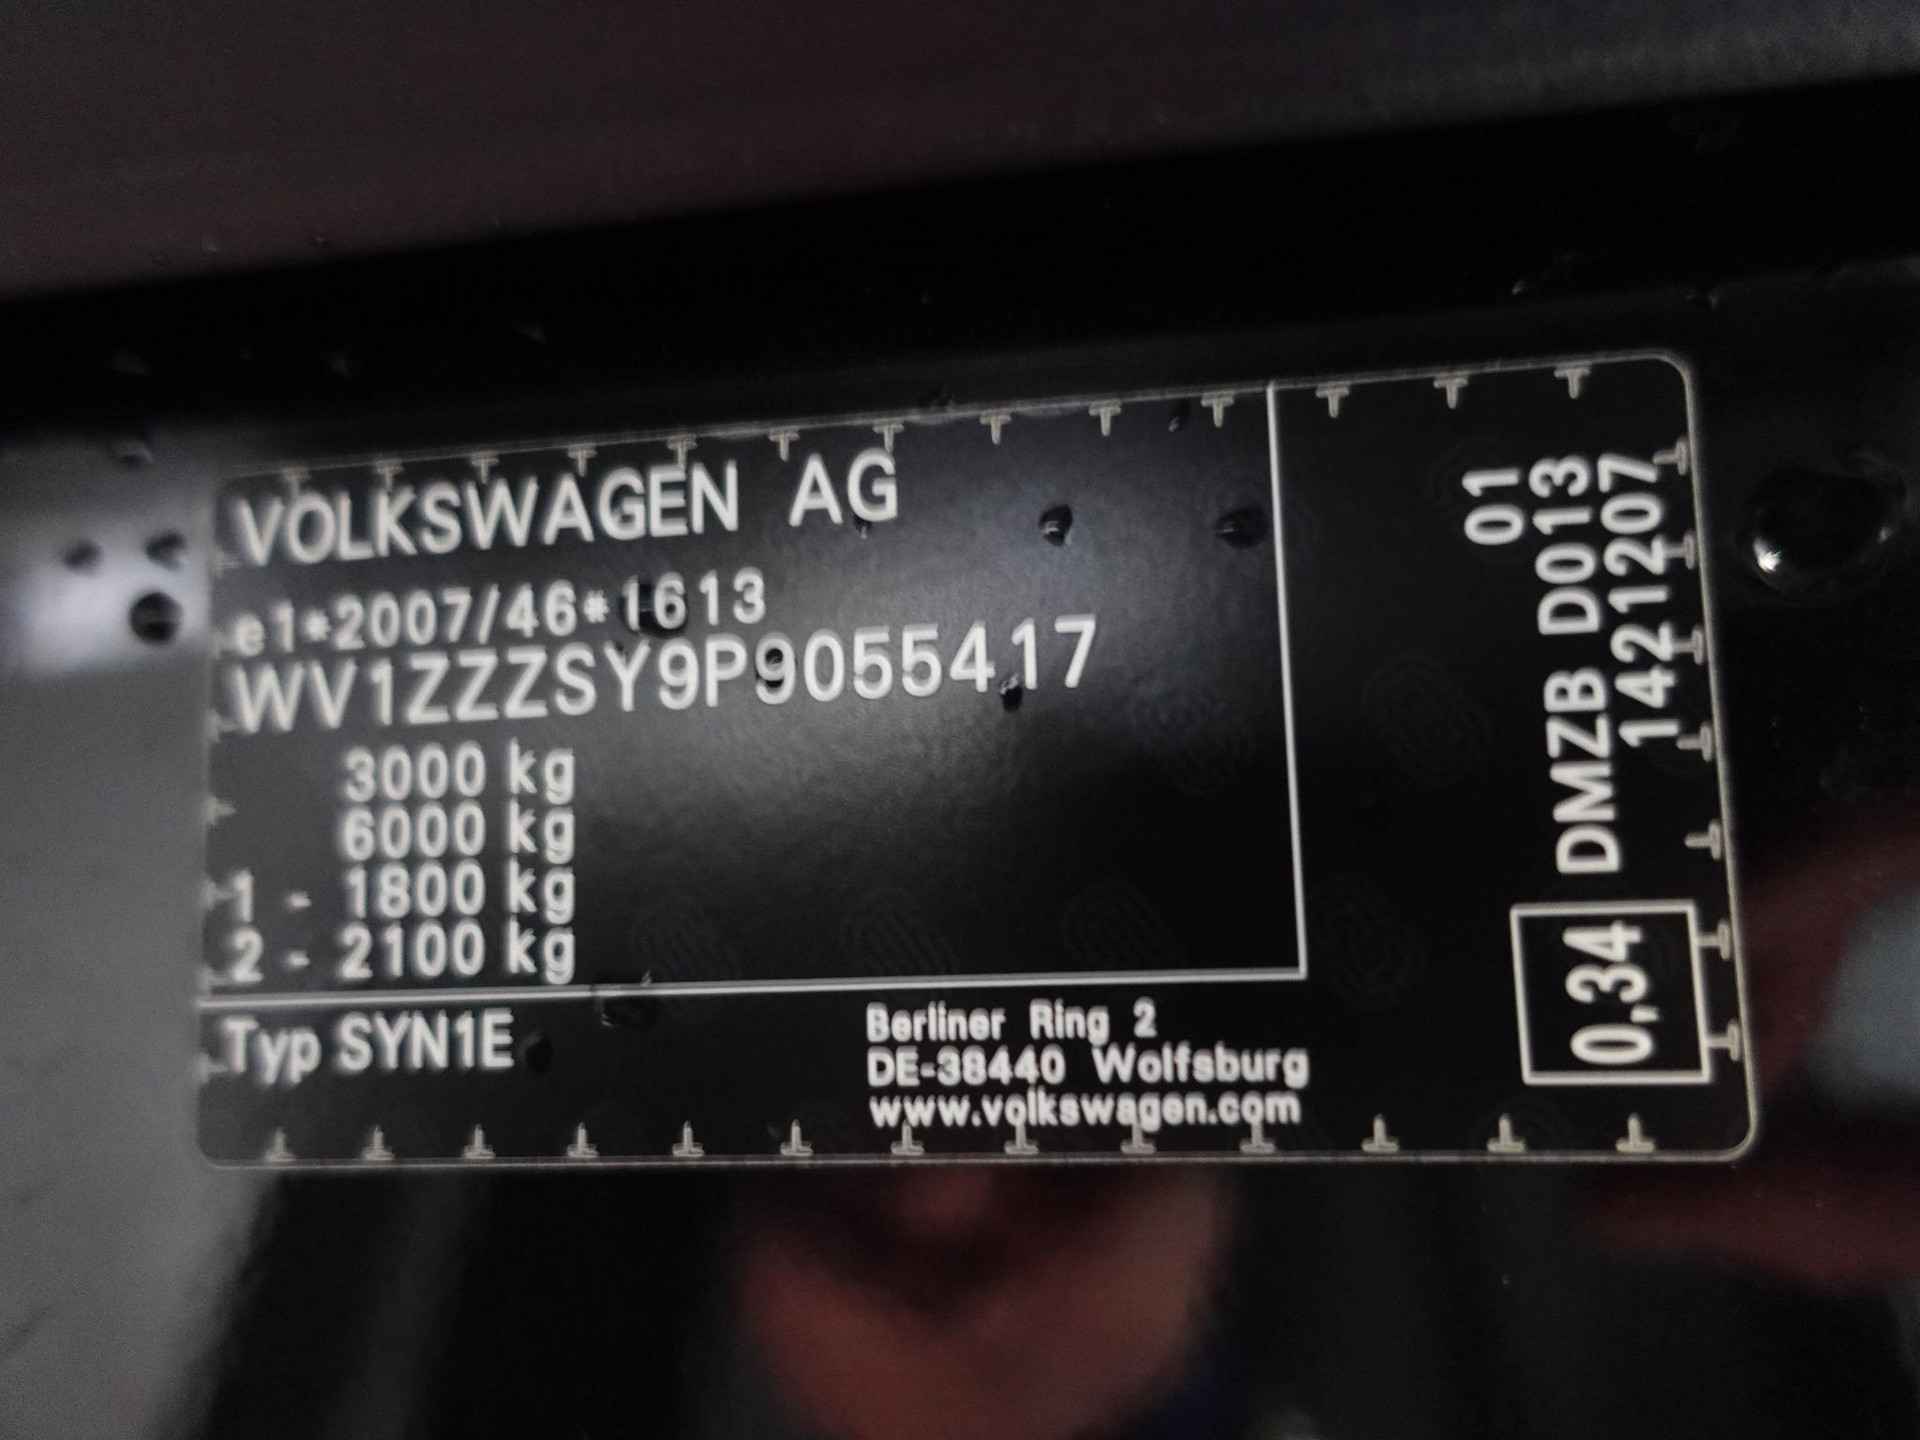 VOLKSWAGEN AG
e1*2007/46*1613
WV1ZZZSY9P9055417
3000 kg
6000 kg
1 - 1800 kg
2 - 2100 kg
Typ SYN1E
Berliner Ring 2
DE-38440 Wolfsburg
www.volkswagen.com
01
DMZB D013
1421207
0,34